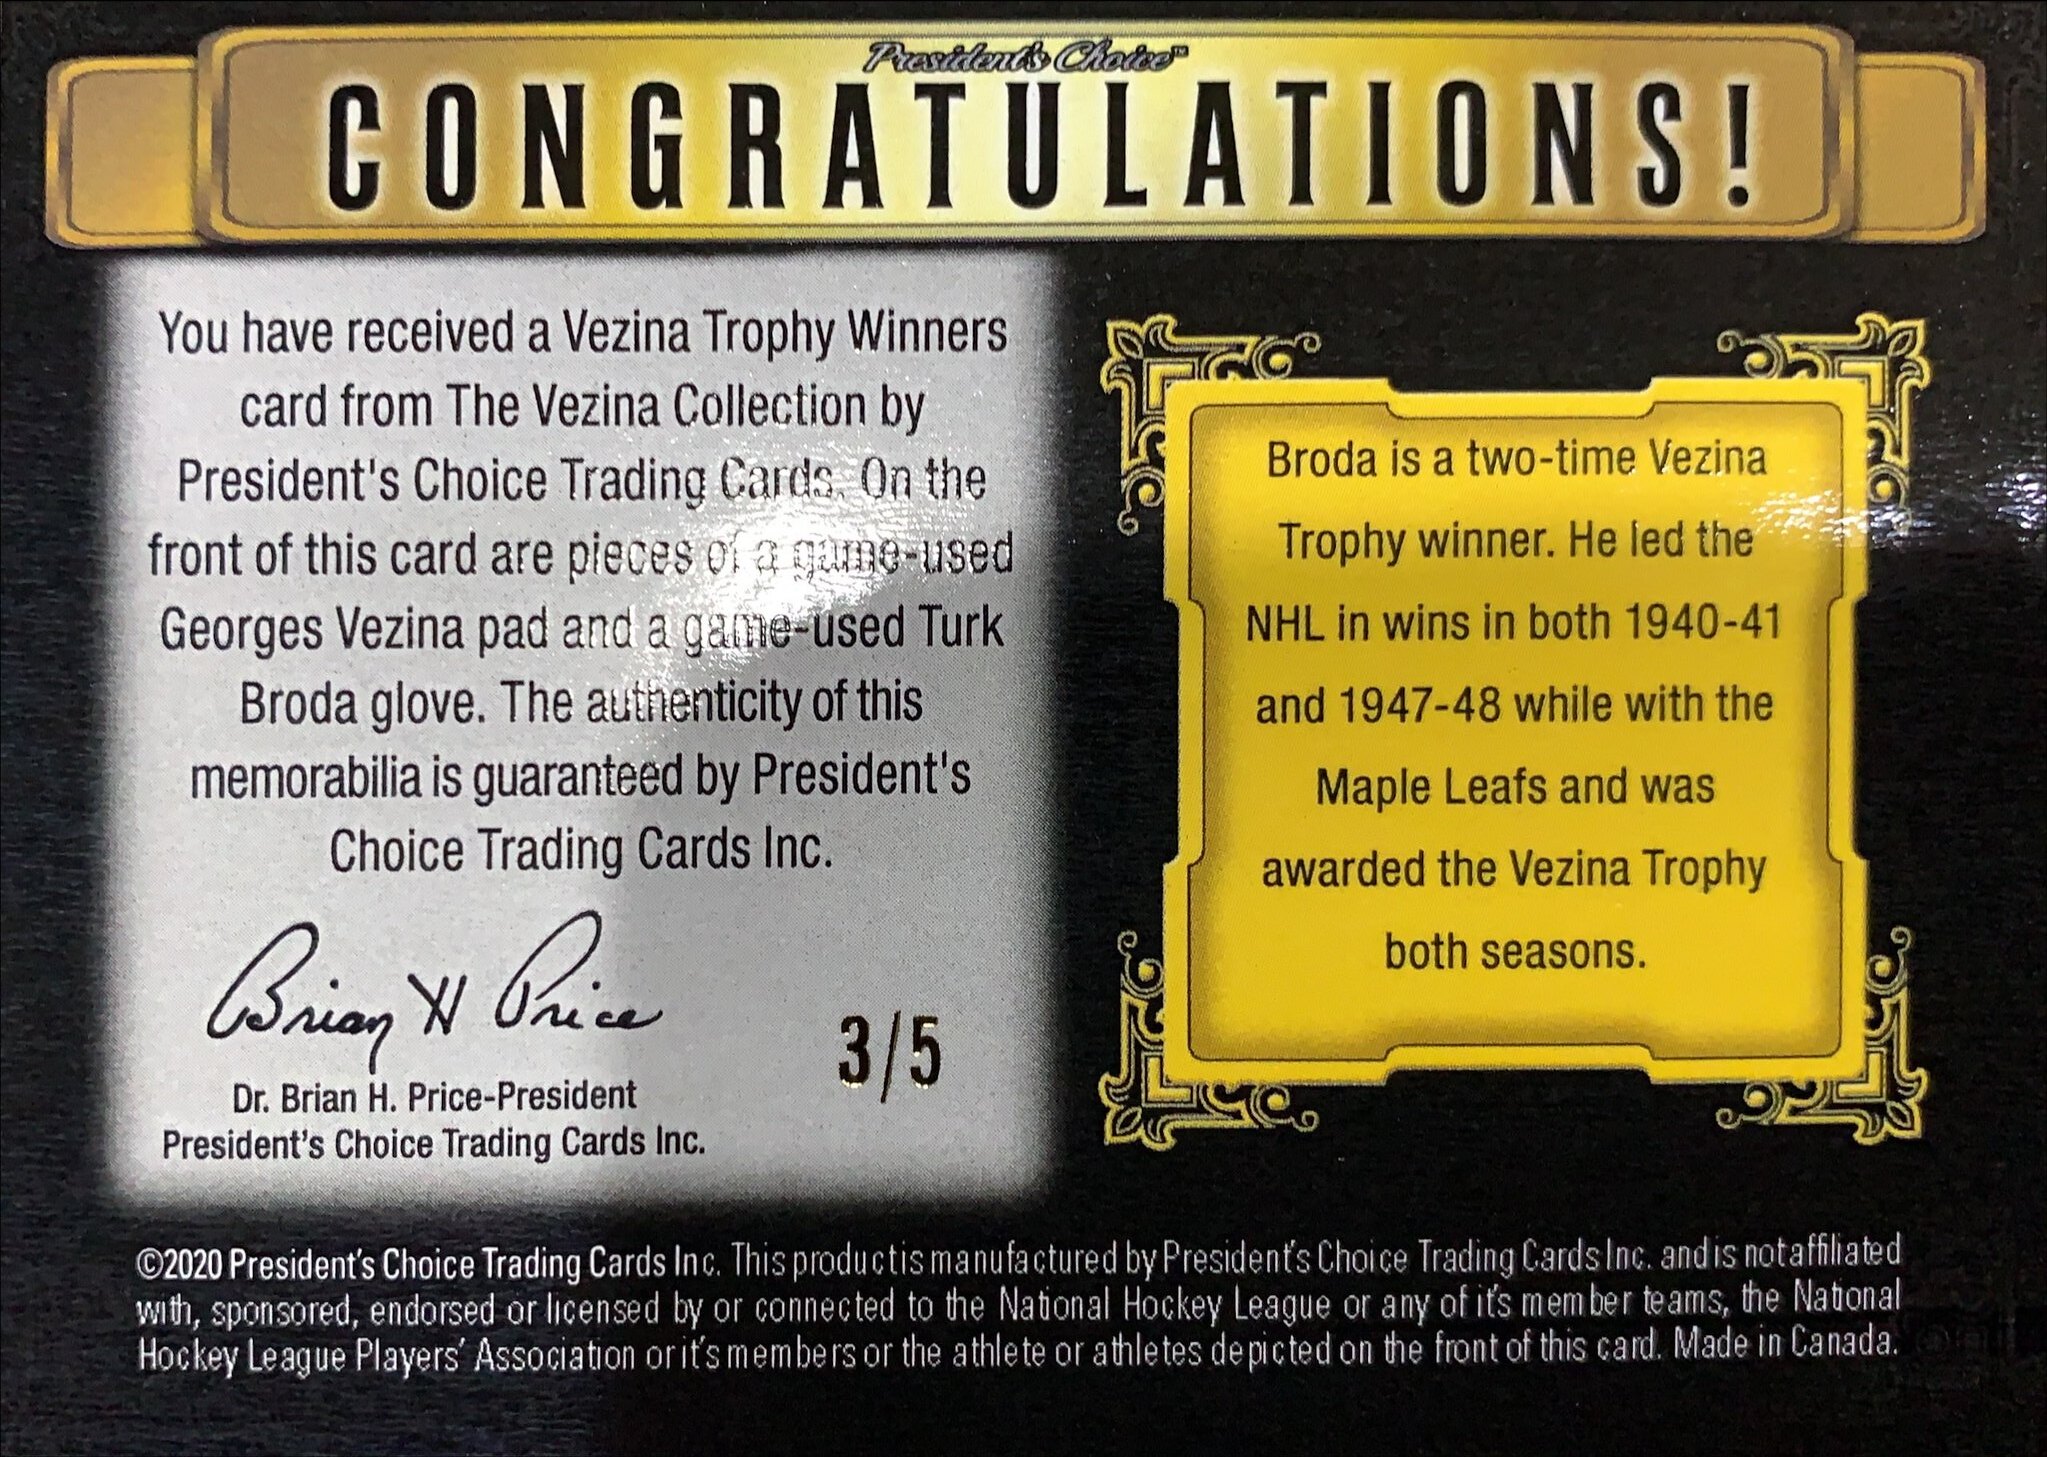 President's Choice™
CONGRATULATIONS!
You have received a Vezina Trophy Winners
card from The Vezina Collection by
President's Choice Trading Cards. On the
front of this card are pieces of a game-used
Georges Vezina pad and a game-used Turk
Broda glove. The authenticity of this
memorabilia is guaranteed by President's
Choice Trading Cards Inc.
Brian H Price
Dr. Brian H. Price-President
President's Choice Trading Cards Inc.
3/5
Broda is a two-time Vezina
Trophy winner. He led the
NHL in wins in both 1940-41
and 1947-48 while with the
Maple Leafs and was
awarded the Vezina Trophy
both seasons.
©2020 President's Choice Trading Cards Inc. This product is manufactured by President's Choice Trading Cards Inc. and is not affiliated
with, sponsored, endorsed or licensed by or connected to the National Hockey League or any of it's member teams, the National
Hockey League Players' Association or it's members or the athlete or athletes depicted on the front of this card. Made in Canada.